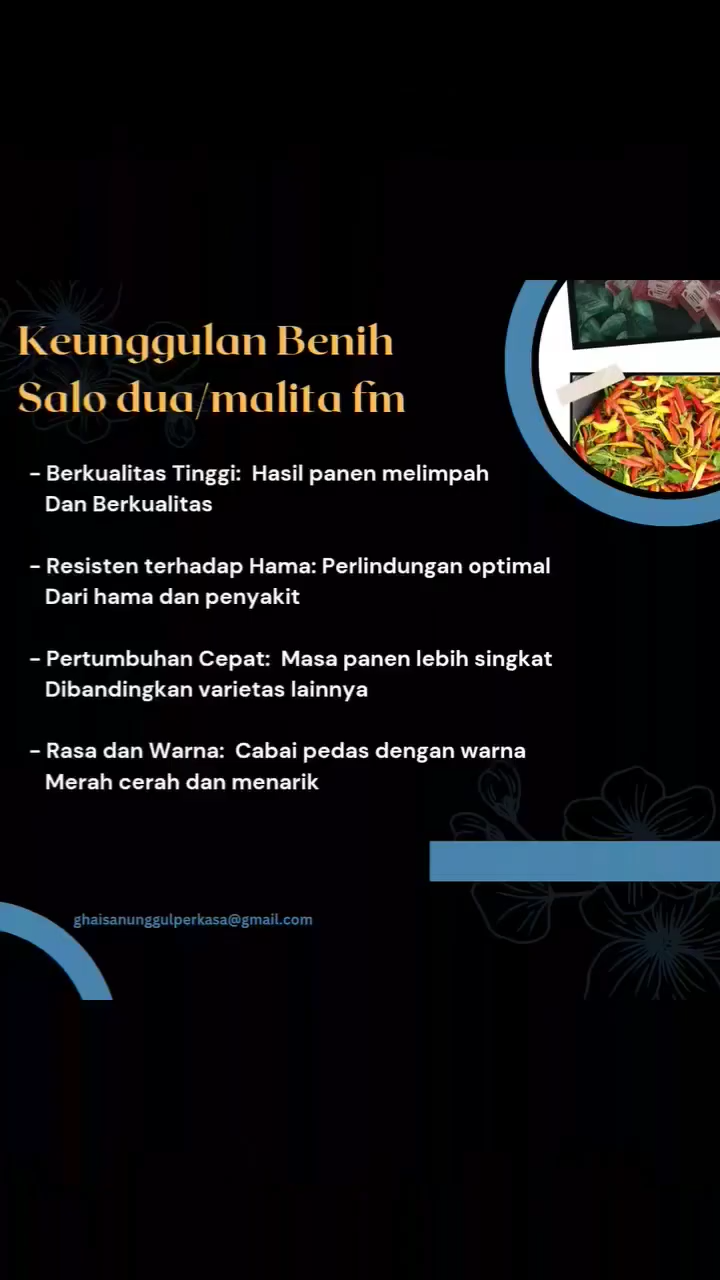 Keunggulan Benih
Salo dua/malita fm
- Berkualitas Tinggi: Hasil panen melimpah
Dan Berkualitas
- Resisten terhadap Hama: Perlindungan optimal
Dari hama dan penyakit
- Pertumbuhan Cepat: Masa panen lebih singkat
Dibandingkan varietas lainnya
- Rasa dan Warna: Cabai pedas dengan warna
Merah cerah dan menarik
ghaisanunggulperkasa@gmail.com